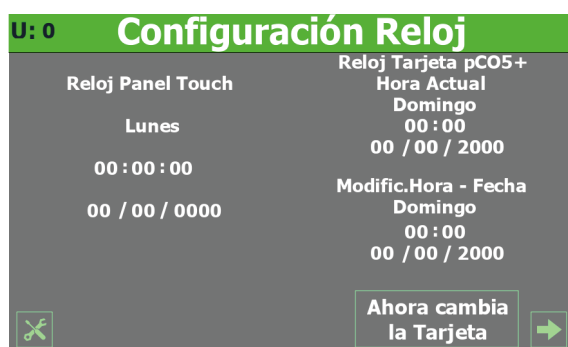 U: 0
Configuración Reloj
Reloj Panel Touch
Lunes
00:00:00
00 / 00 / 0000
Reloj Tarjeta pCO5+
Hora Actual
Domingo
00:00
00 / 00 / 2000
Modific.Hora - Fecha
Domingo
00:00
00 / 00 / 2000
Ahora cambia
la Tarjeta